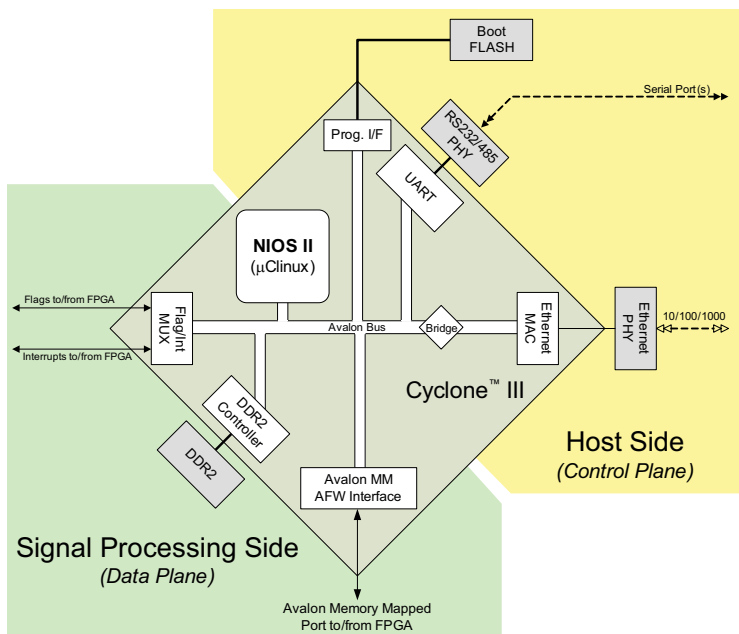 Boot
FLASH
Serial Port(s)
Prog. I/F
RS232/485
PHY
UART
NIOS II
(μClinux)
Flags to/from FPGA
Flag/Int
MUX
Interrupts to/from FPGA
Avalon Bus
Bridge
Ethernet
MAC
Ethernet
PHY
10/100/1000
Cyclone™ III
DDR2
Controller
DDR2
Host Side
(Control Plane)
Avalon MM
AFW Interface
Signal Processing Side
(Data Plane)
Avalon Memory Mapped
Port to/from FPGA